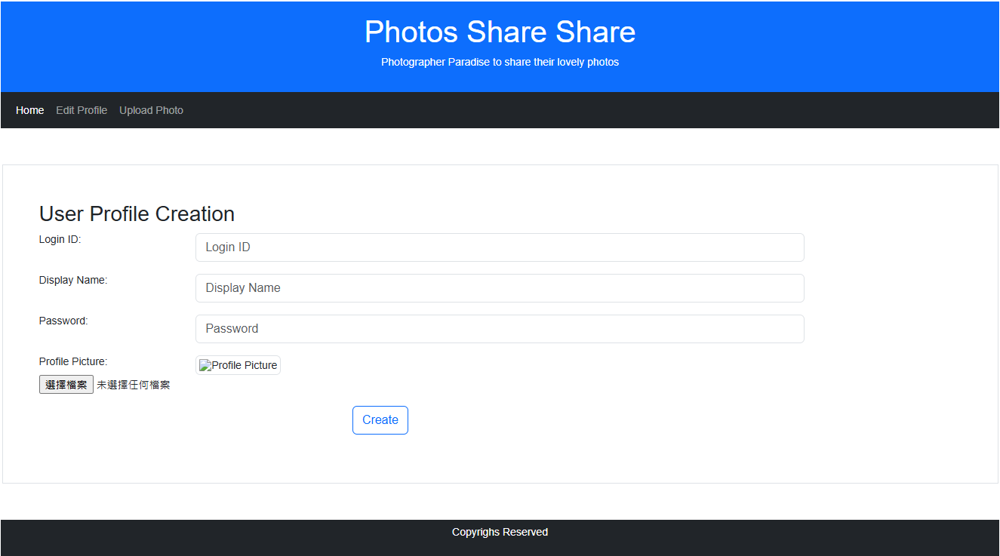 Photos Share Share
Photographer Paradise to share their lovely photos
Home Edit Profile Upload Photo
User Profile Creation
Login ID: Login ID
Display Name: Display Name
Password: Password
Profile Picture: Profile Picture
選擇檔案 未選擇任何檔案
Create
Copyrighs Reserved